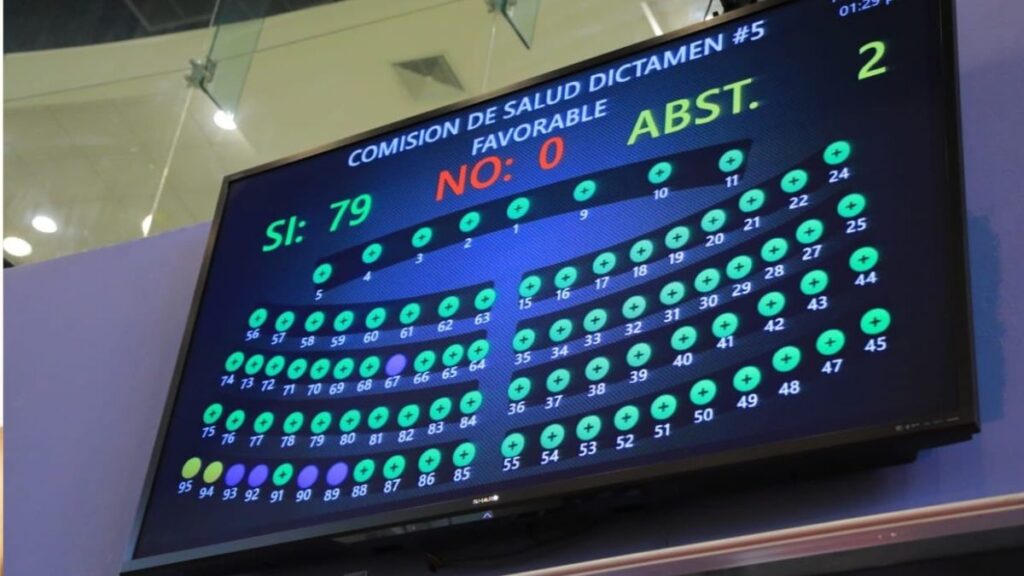 01:29
COMISION DE SALUD DICTAMEN #5
FAVORABLE
SI: 79
NO: 0
ABST. 2
5 4 3 2 1 9 10 11
56 57 58 59 60 61 62 63 15 16 17 18 19 20 21 22 24
74 73 72 71 70 69 68 67 66 65 64 35 34 33 32 31 30 29 28 27 25
75 76 77 78 79 80 81 82 83 84 36 37 38 39 40 41 42 43 44
95 94 93 92 91 90 89 88 87 86 85 55 54 53 52 51 50 49 48 47 45
SHARP